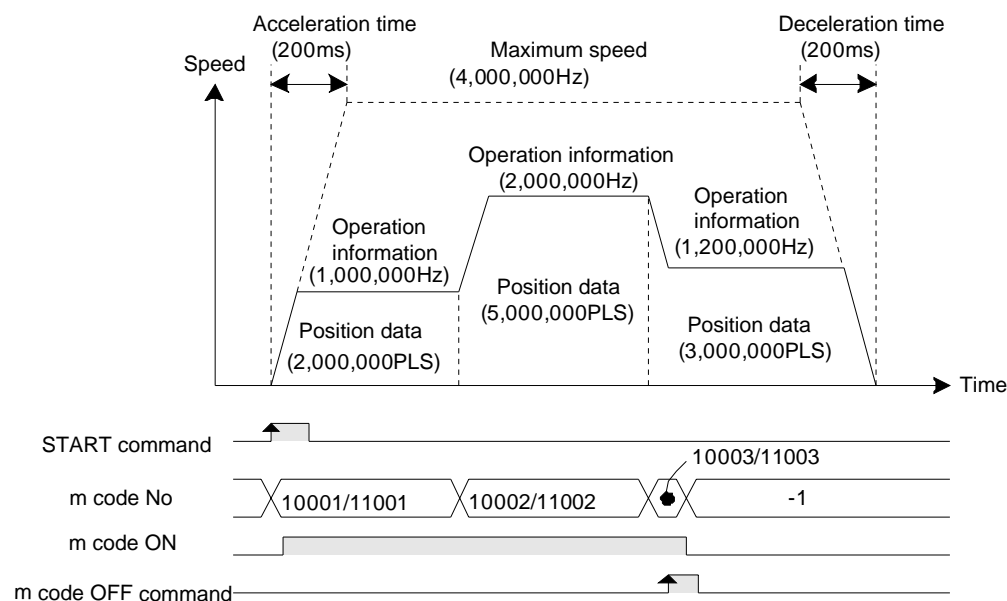 Acceleration time
(200ms)
Deceleration time
(200ms)
Maximum speed
(4,000,000Hz)
Speed
Operation information
(2,000,000Hz)
Operation
information
(1,000,000Hz)
Operation
information
(1,200,000Hz)
Position data
(2,000,000PLS)
Position data
(5,000,000PLS)
Position data
(3,000,000PLS)
Time
START command
10003/11003
m code No
10001/11001
10002/11002
-1
m code ON
m code OFF command